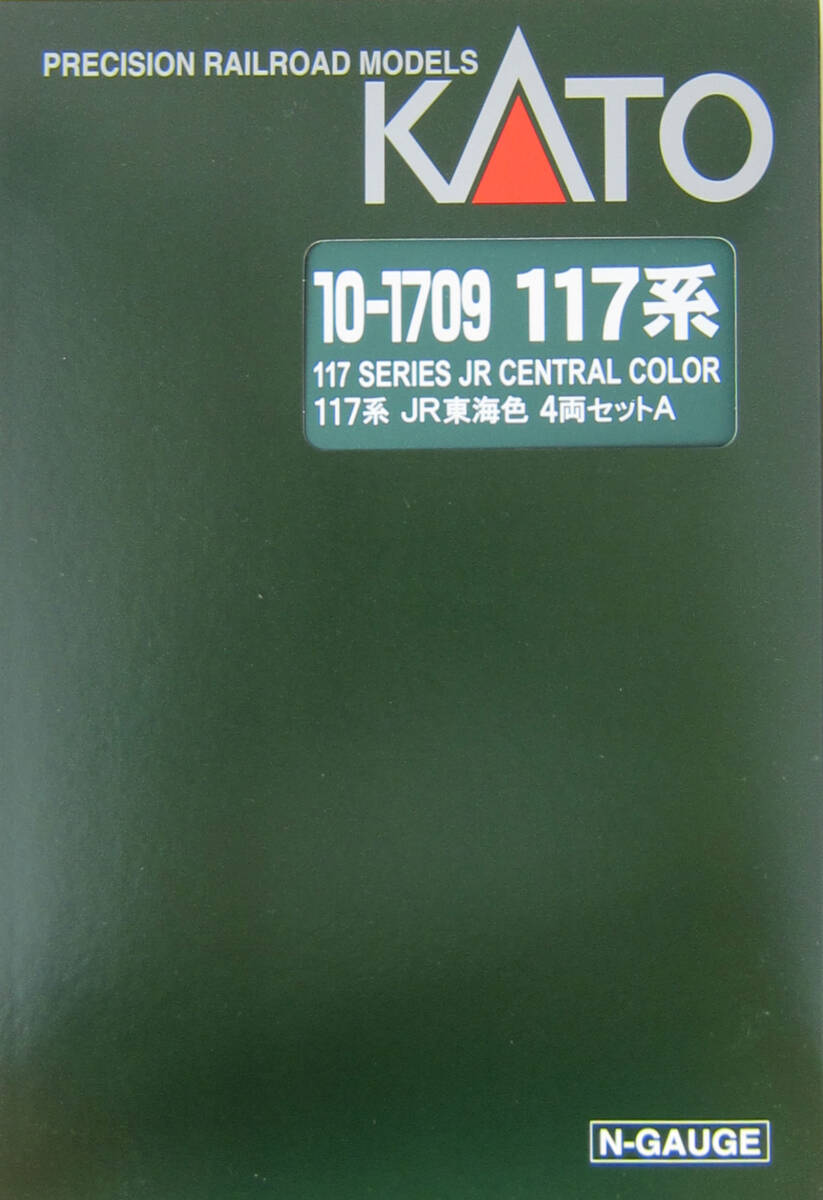 PRECISION RAILROAD MODELS
KATO
10-1709 117系
117 SERIES JR CENTRAL COLOR
117系 JR東海色 4両セットA
N-GAUGE